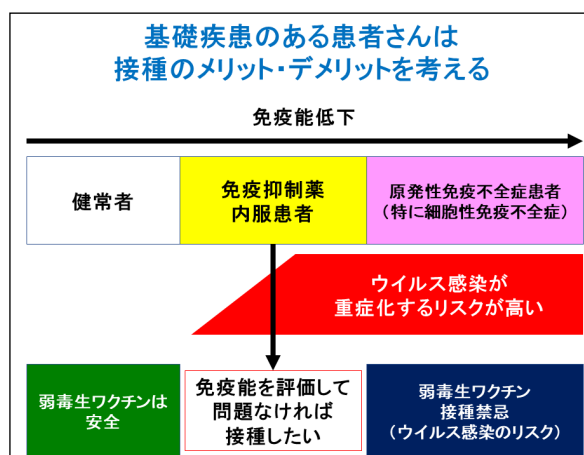 基礎疾患のある患者さんは
接種のメリット・デメリットを考える
免疫能低下
健常者
免疫抑制薬
内服患者
原発性免疫不全症患者
（特に細胞性免疫不全症）
ウイルス感染が
重症化するリスクが高い
弱毒生ワクチンは
安全
免疫能を評価して
問題なければ
接種したい
弱毒生ワクチン
接種禁忌
（ウイルス感染のリスク）